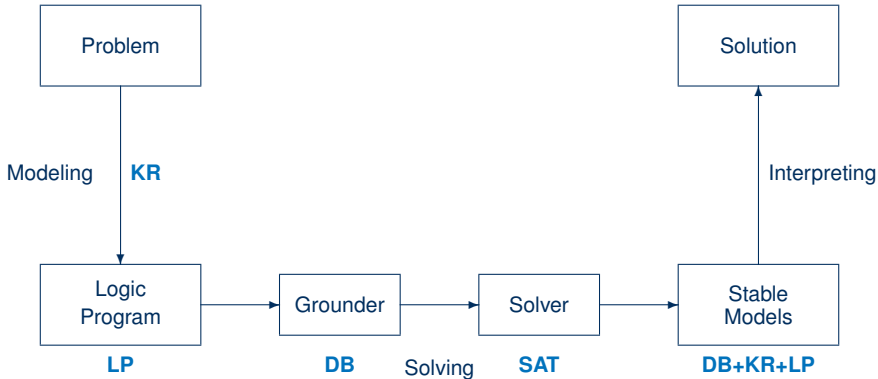 Problem
Solution
Modeling
KR
Interpreting
Logic
Program
Grounder
Solver
Stable
Models
LP
DB
Solving
SAT
DB+KR+LP